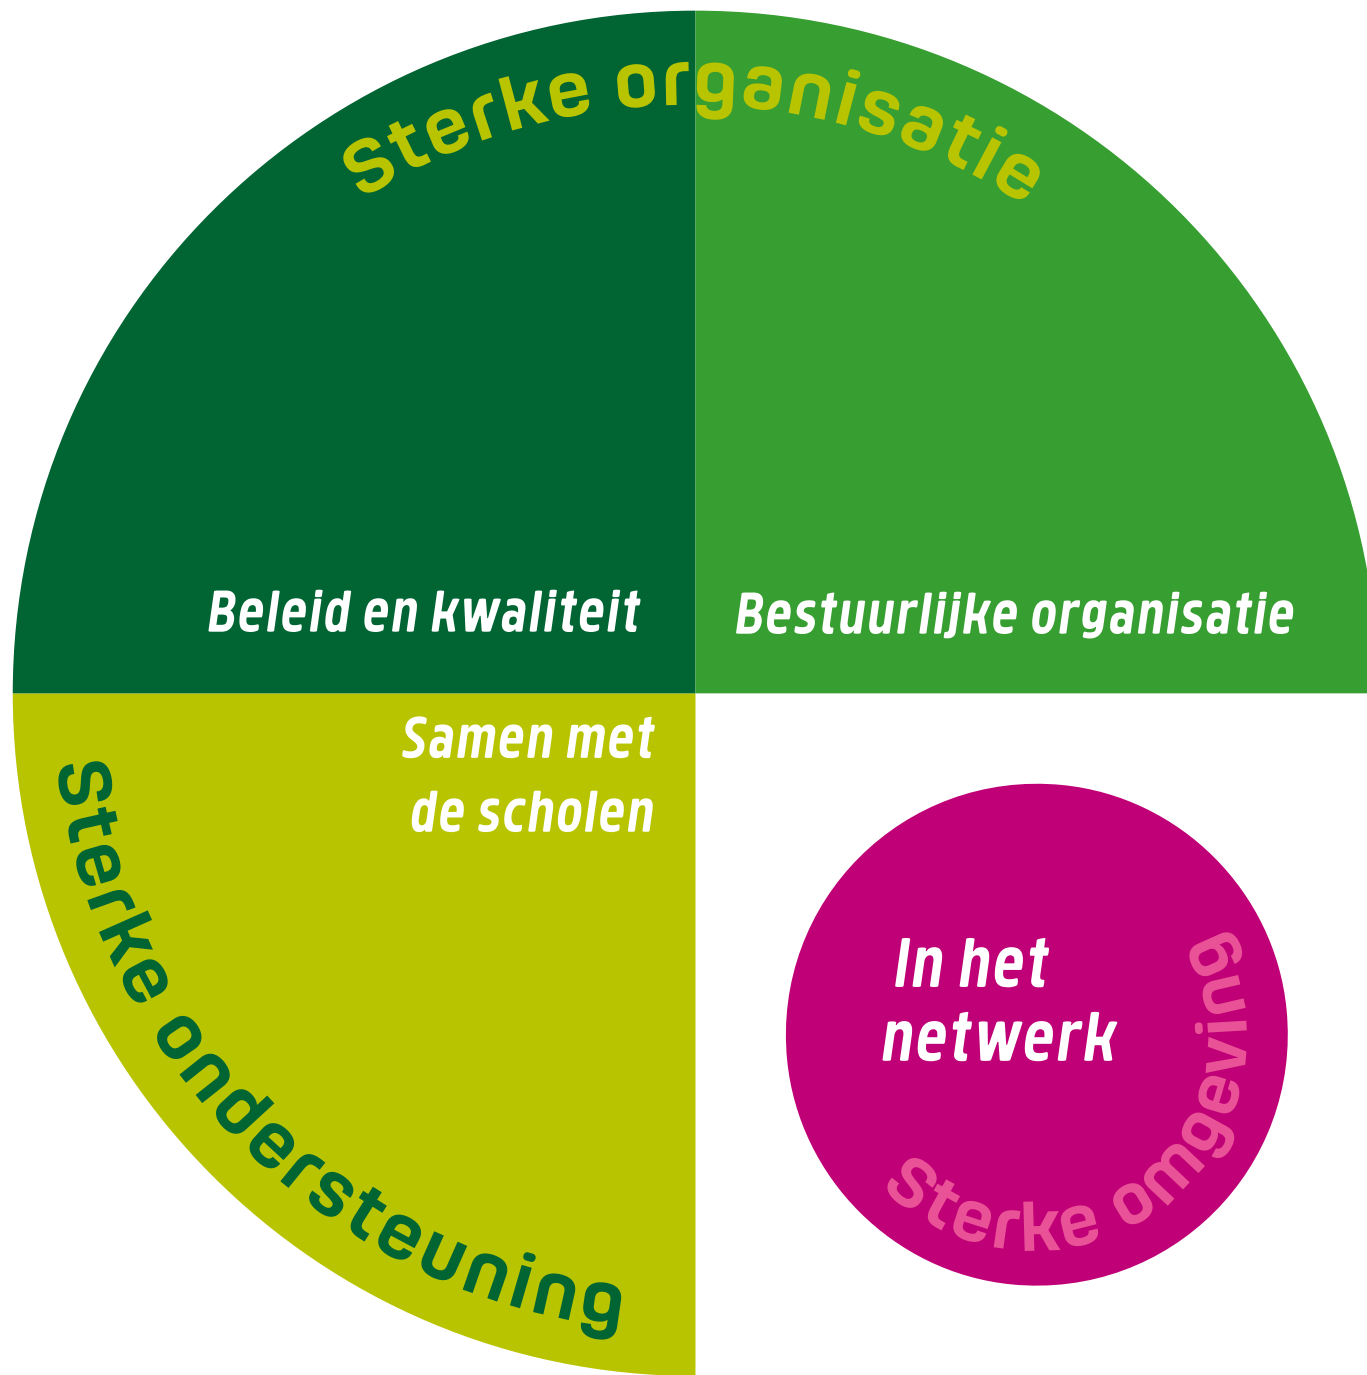 Sterke organisatie
Beleid en kwaliteit
Bestuurlijke organisatie
Samen met
de scholen
Sterke ondersteuning
In het
netwerk
Sterke omgeving